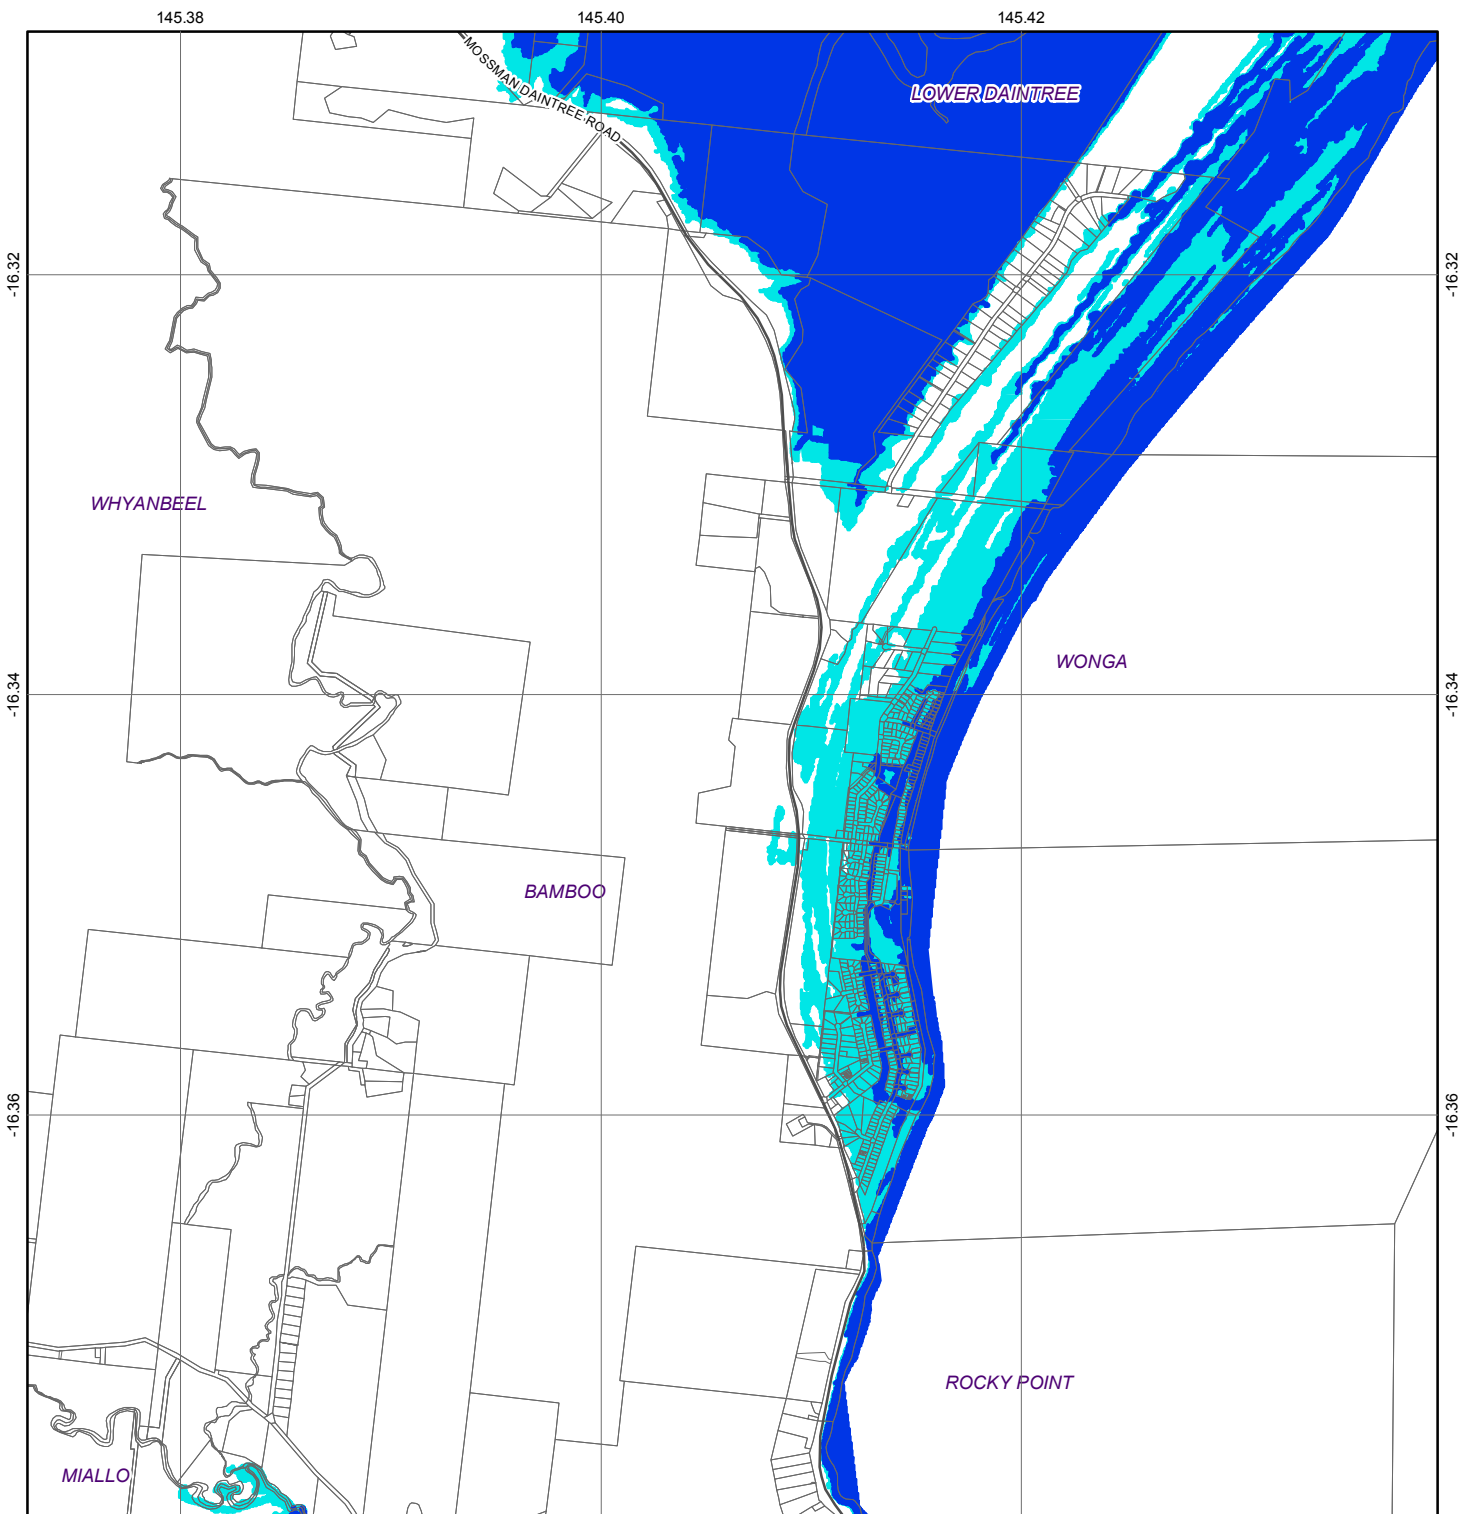 145.38
145.40
145.42
MOSSMAN DAINTREE ROAD
LOWER DAINTREE
-16.32
-16.32
WHYANBEEL
WONGA
-16.34
-16.34
BAMBOO
-16.36
-16.36
ROCKY POINT
MIALLO